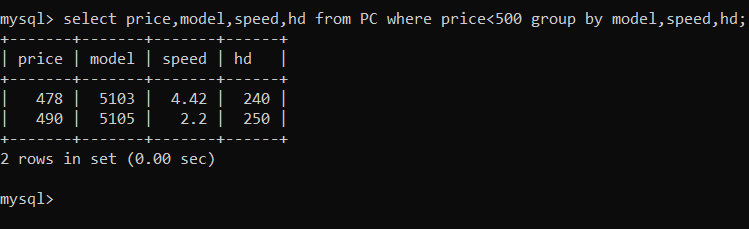 mysql> select price,model,speed,hd from PC where price<500 group by model,speed,hd;
+-------+-------+-------+------+
| price | model | speed | hd   |
+-------+-------+-------+------+
|   478 |  5103 |  4.42 |  240 |
|   490 |  5105 |   2.2 |  250 |
+-------+-------+-------+------+
2 rows in set (0.00 sec)
mysql>